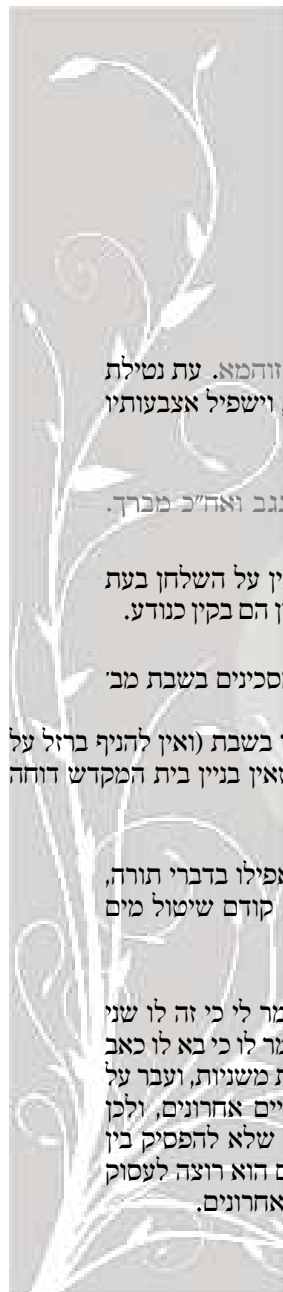 זוהמא. עת נטילת
, וישפיל אצבעותיו
נגב ואח"כ מברך.
ין על השלחן בעת
ין הם בקין כנודע.
סכינים בשבת מב'
י בשבת (ואין להניף ברזל על
שאין בניין בית המקדש דוחה
אפילו בדברי תורה,
קודם שיטול מים
מר לי כי זה לו שני
מר לו כי בא לו כאב
ת משניות, ועבר על
יים אחרונים, ולכן
שלא להפסיק בין
ם הוא רוצה לעסוק
אחרונים.